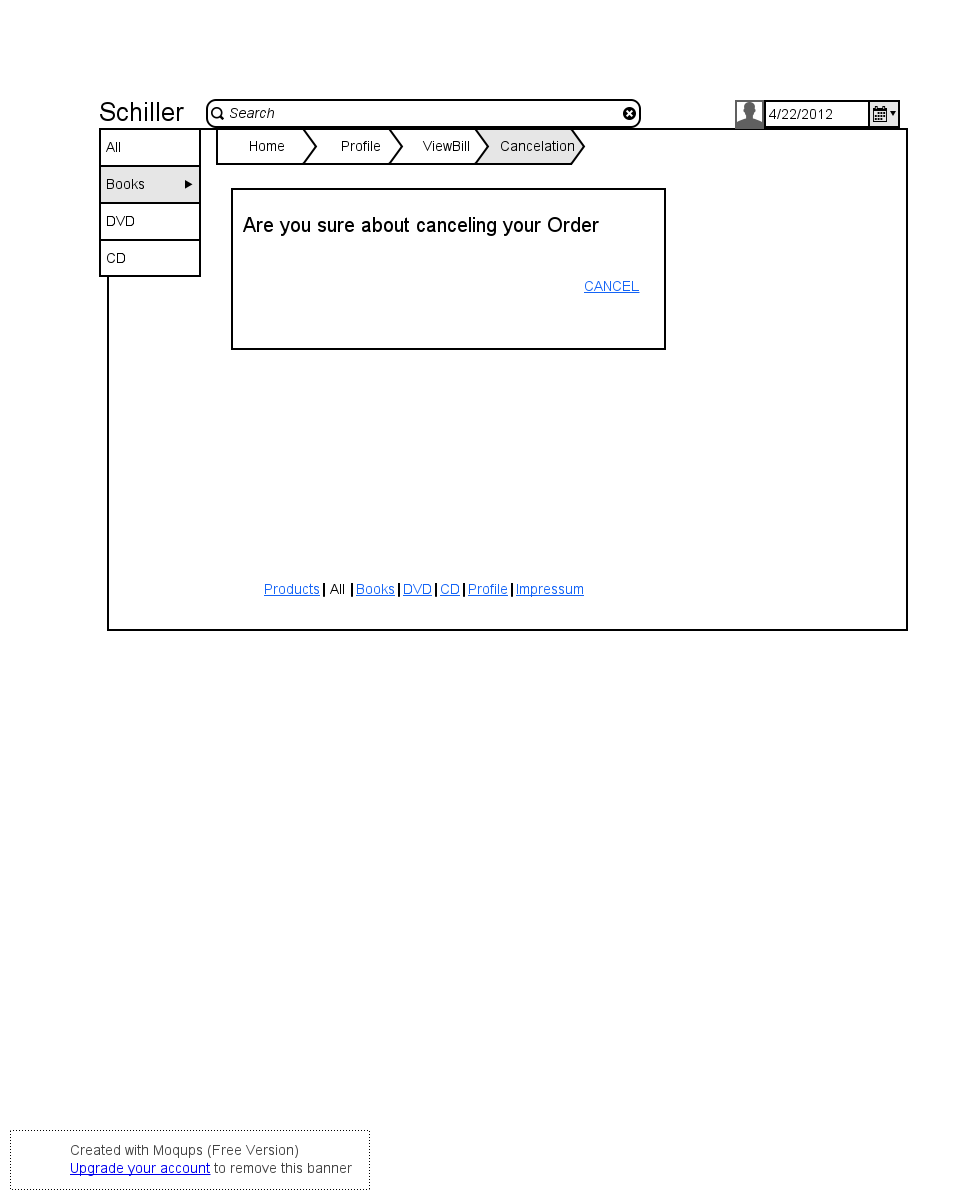 Schiller
Search
4/22/2012
All
Books
DVD
CD
Home Profile ViewBill Cancelation
Are you sure about canceling your Order
CANCEL
Products | All | Books | DVD | CD | Profile | Impressum
Created with Moqups (Free Version)
Upgrade your account to remove this banner